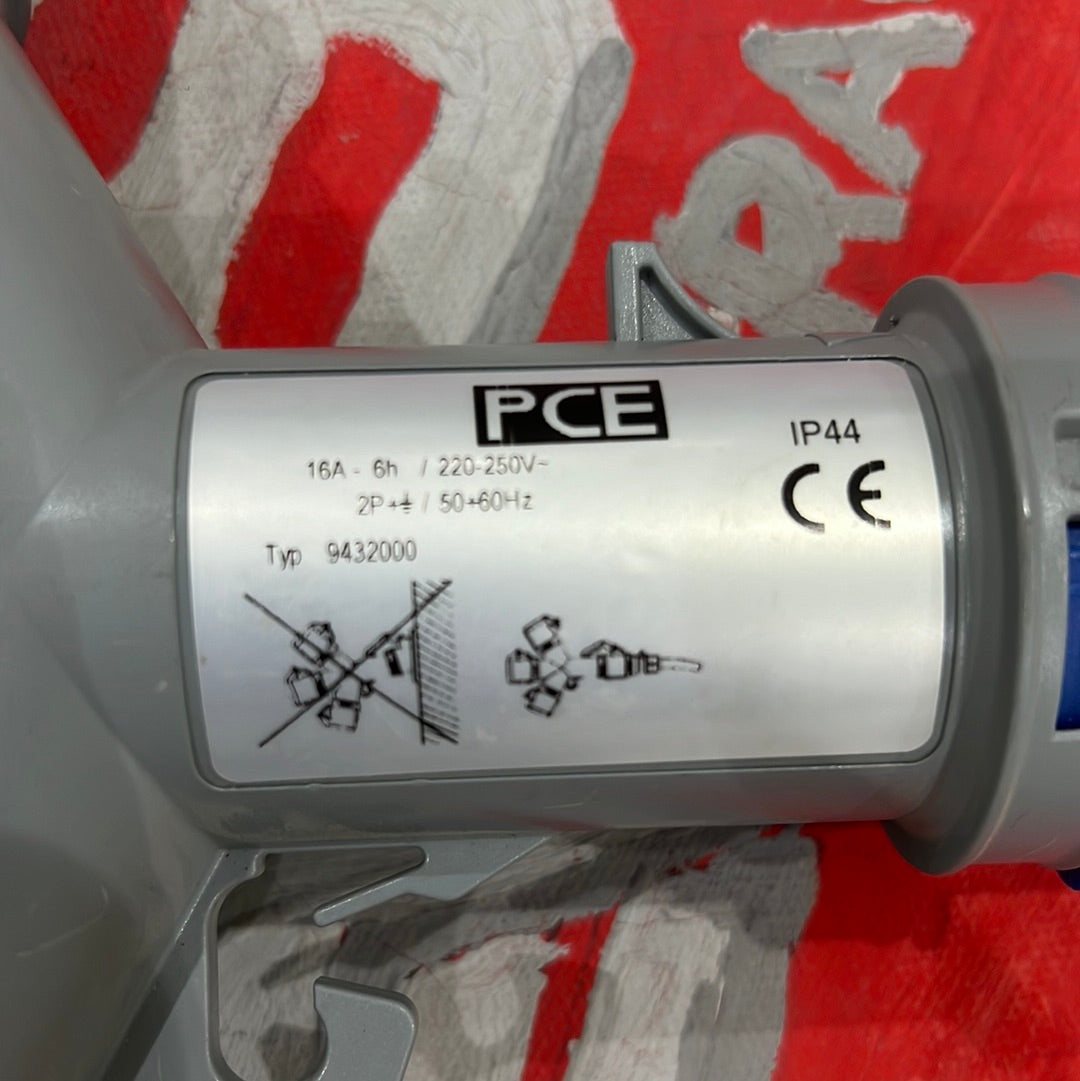 PCE
IP44
16A - 6h / 220-250V~
CE
2P+⏚ / 50+60Hz
Typ 9432000